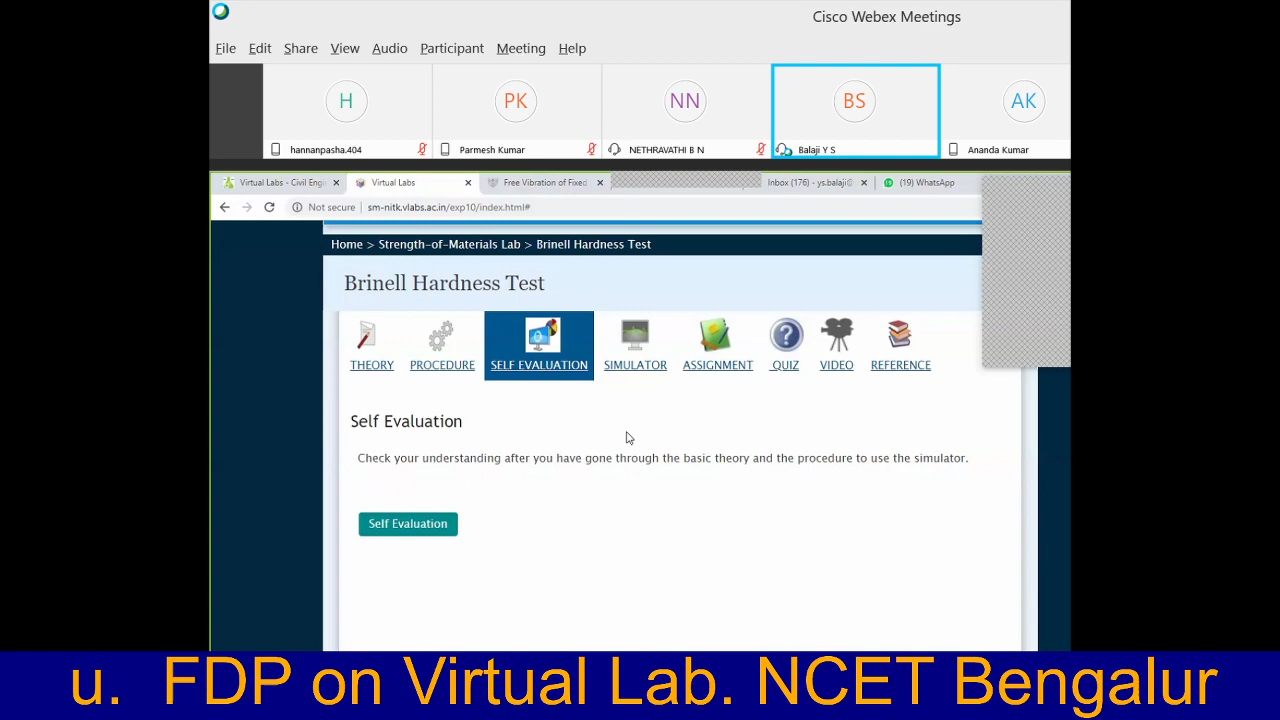 Cisco Webex Meetings
File Edit Share View Audio Participant Meeting Help
H PK NN BS AK
hannanpasha.404 Parmesh Kumar NETHRAVATHI B N Balaji Y S Ananda Kumar
Virtual Labs - Civil Engi Virtual Labs Free Vibration of Fixed Inbox (176) - ys.balaji@ (19) WhatsApp
Not secure sm-nitk.vlabs.ac.in/exp10/index.html#
Home > Strength-of-Materials Lab > Brinell Hardness Test
Brinell Hardness Test
THEORY PROCEDURE SELF EVALUATION SIMULATOR ASSIGNMENT QUIZ VIDEO REFERENCE
Self Evaluation
Check your understanding after you have gone through the basic theory and the procedure to use the simulator.
Self Evaluation
u. FDP on Virtual Lab. NCET Bengalur